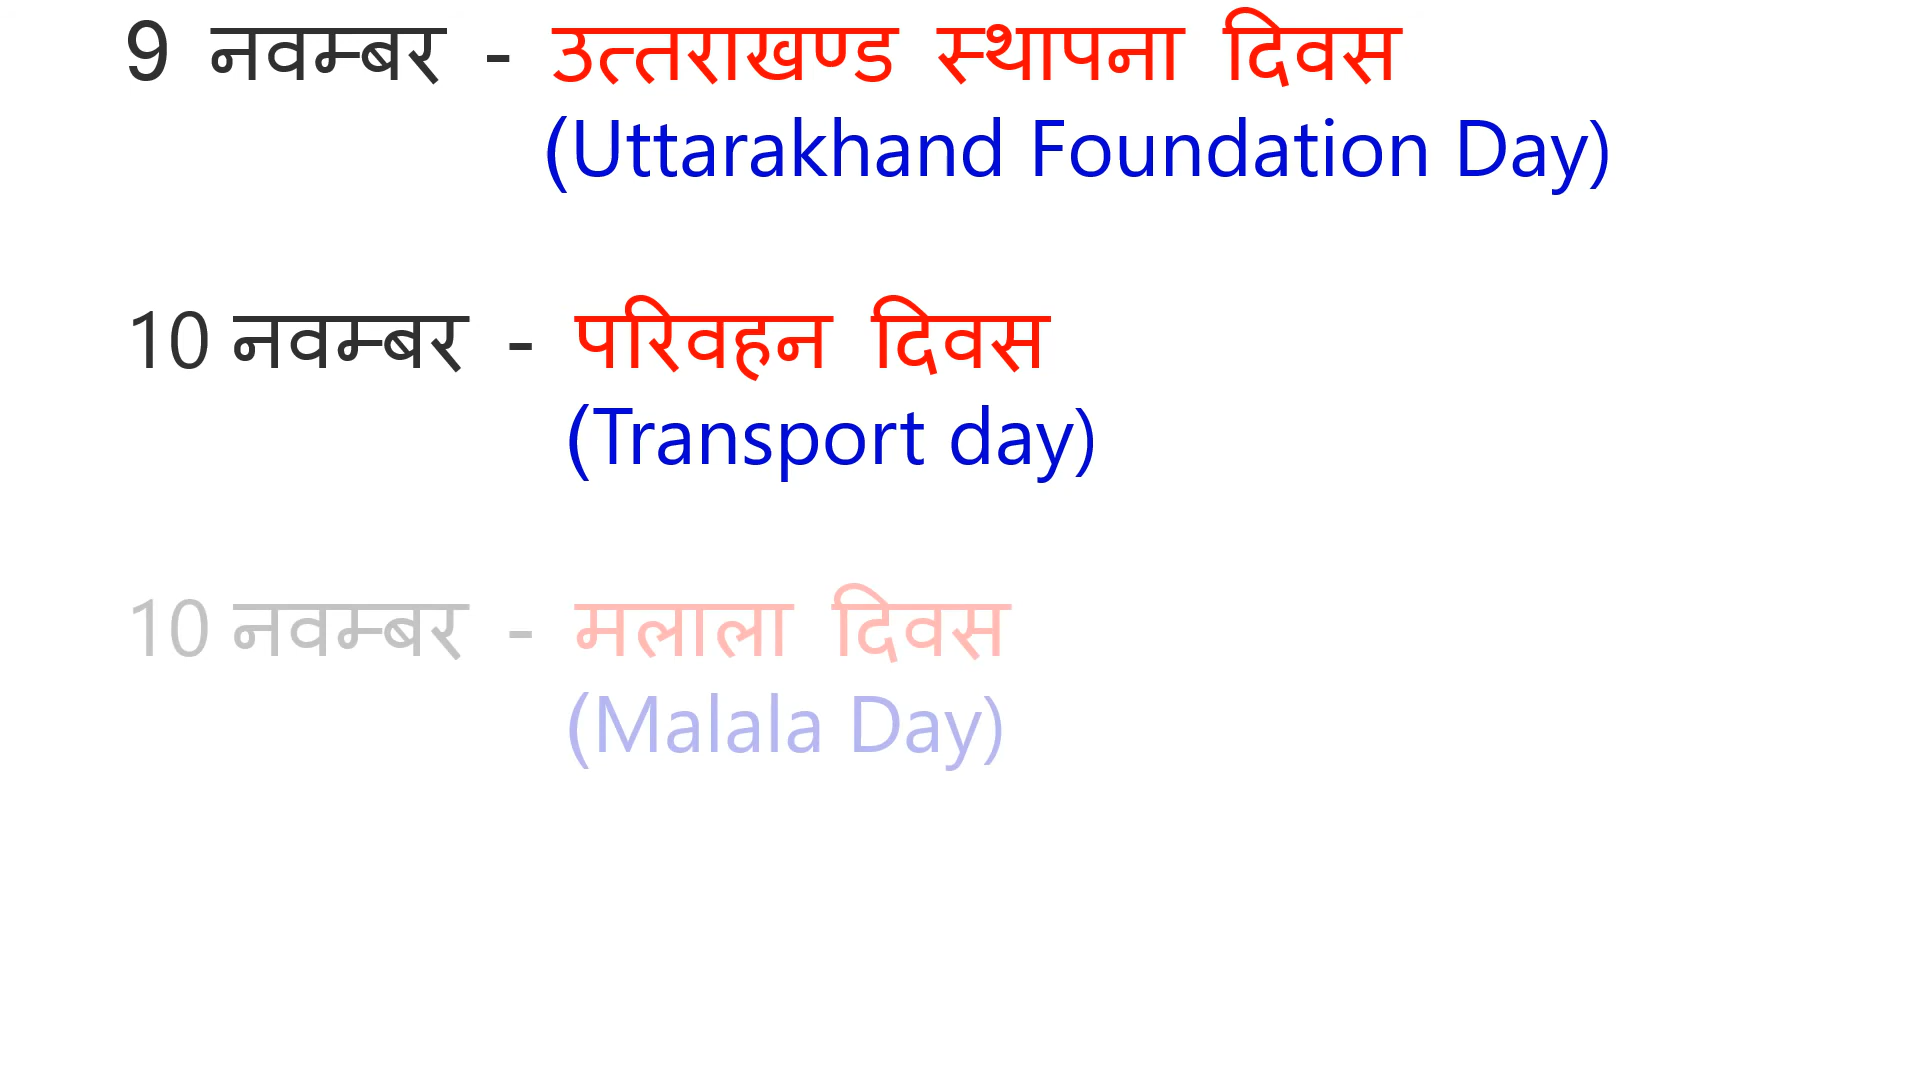 9 नवम्बर - उत्तराखण्ड स्थापना दिवस
(Uttarakhand Foundation Day)
10 नवम्बर - परिवहन दिवस
(Transport day)
10 नवम्बर - मलाला दिवस
(Malala Day)